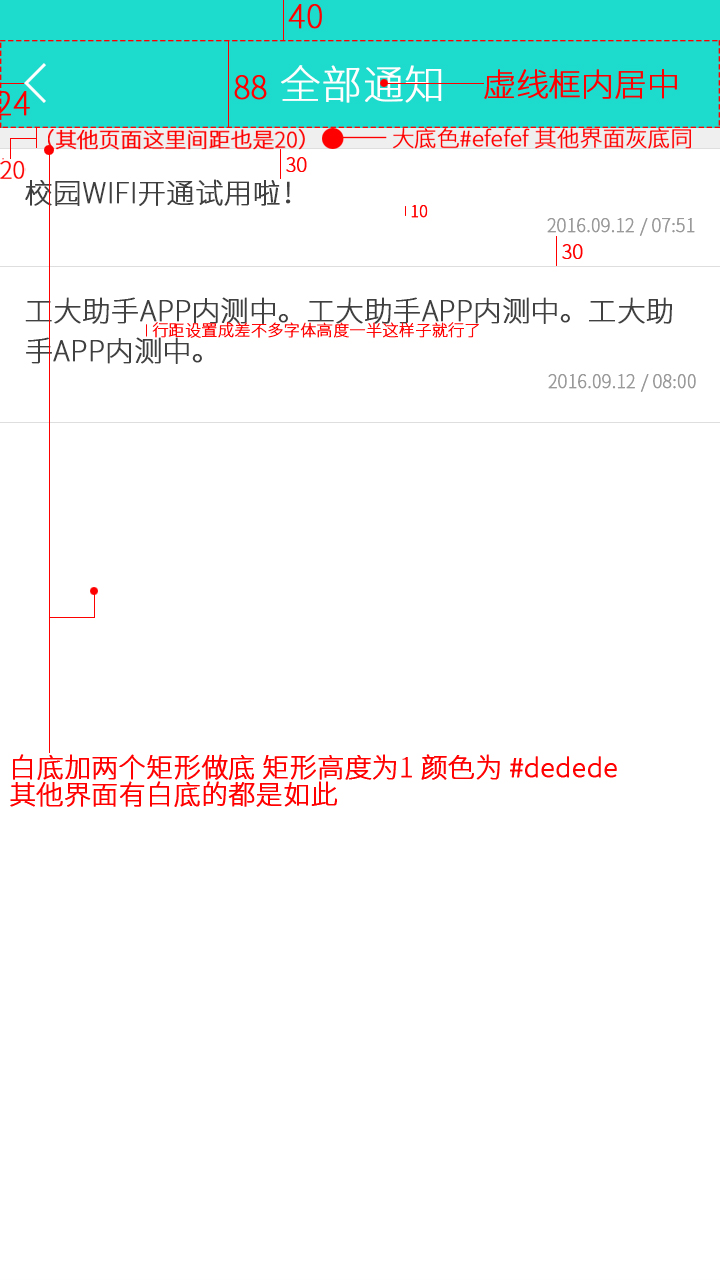 40
24
88
全部通知
虚线框内居中
20
（其他页面这里间距也是20）
大底色#efefef 其他界面灰底同
30
校园WIFI开通试用啦！
10
2016.09.12 / 07:51
30
工大助手APP内测中。工大助手APP内测中。工大助
行距设置成差不多字体高度一半这样子就行了
手APP内测中。
2016.09.12 / 08:00
白底加两个矩形做底 矩形高度为1 颜色为 #dedede
其他界面有白底的都是如此